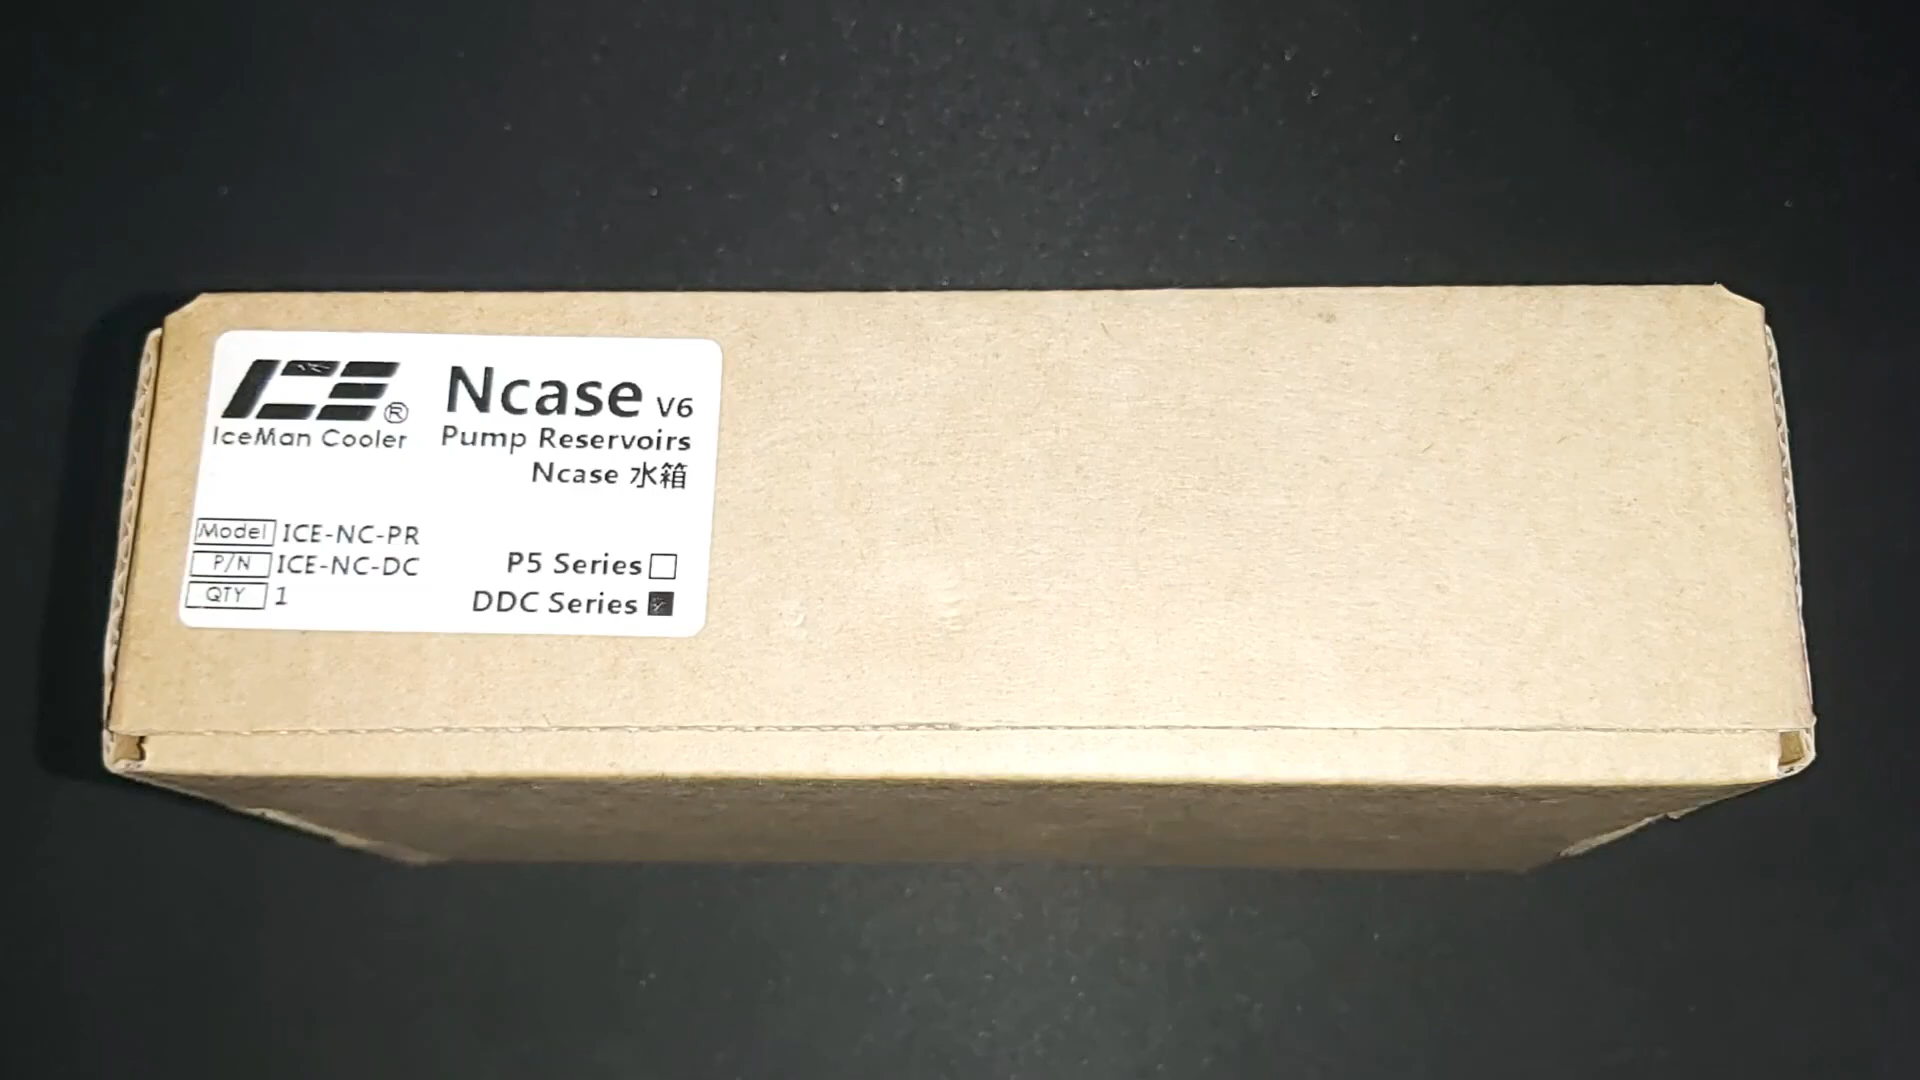 ICE®
IceMan Cooler
Ncase V6
Pump Reservoirs
Ncase 水箱
Model ICE-NC-PR
P/N ICE-NC-DC
QTY 1
P5 Series
DDC Series